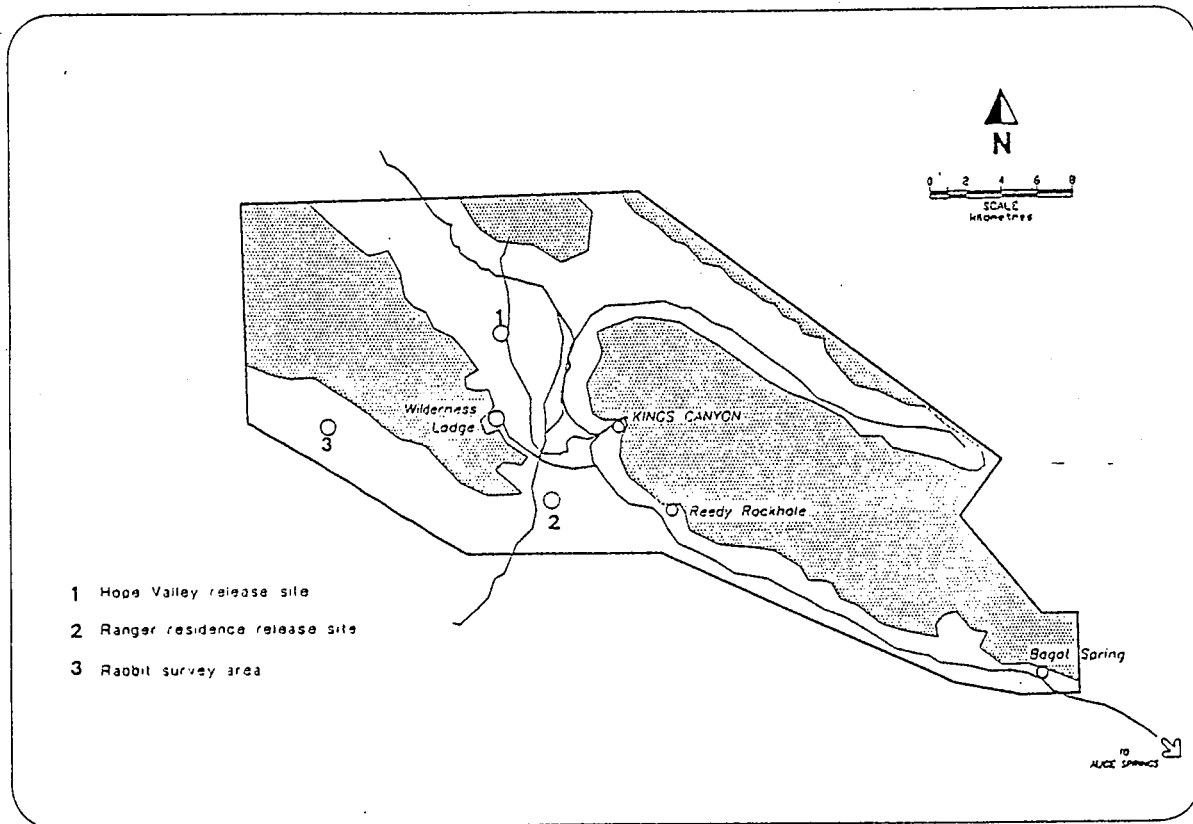 N
0 2 4 6 8
SCALE
kilometres
1
Wilderness
Lodge
KINGS CANYON
3
2
Reedy Rockhole
1 Hope Valley release site
2 Ranger residence release site
3 Rabbit survey area
Bagot Spring
TO
ALICE SPRINGS